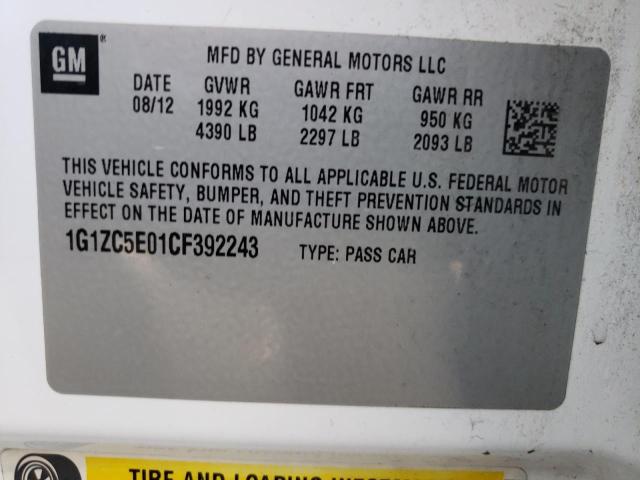 GM
MFD BY GENERAL MOTORS LLC
DATE GVWR GAWR FRT GAWR RR
08/12 1992 KG 1042 KG 950 KG
4390 LB 2297 LB 2093 LB
THIS VEHICLE CONFORMS TO ALL APPLICABLE U.S. FEDERAL MOTOR
VEHICLE SAFETY, BUMPER, AND THEFT PREVENTION STANDARDS IN
EFFECT ON THE DATE OF MANUFACTURE SHOWN ABOVE.
1G1ZC5E01CF392243 TYPE: PASS CAR
TIRE AND LOADING